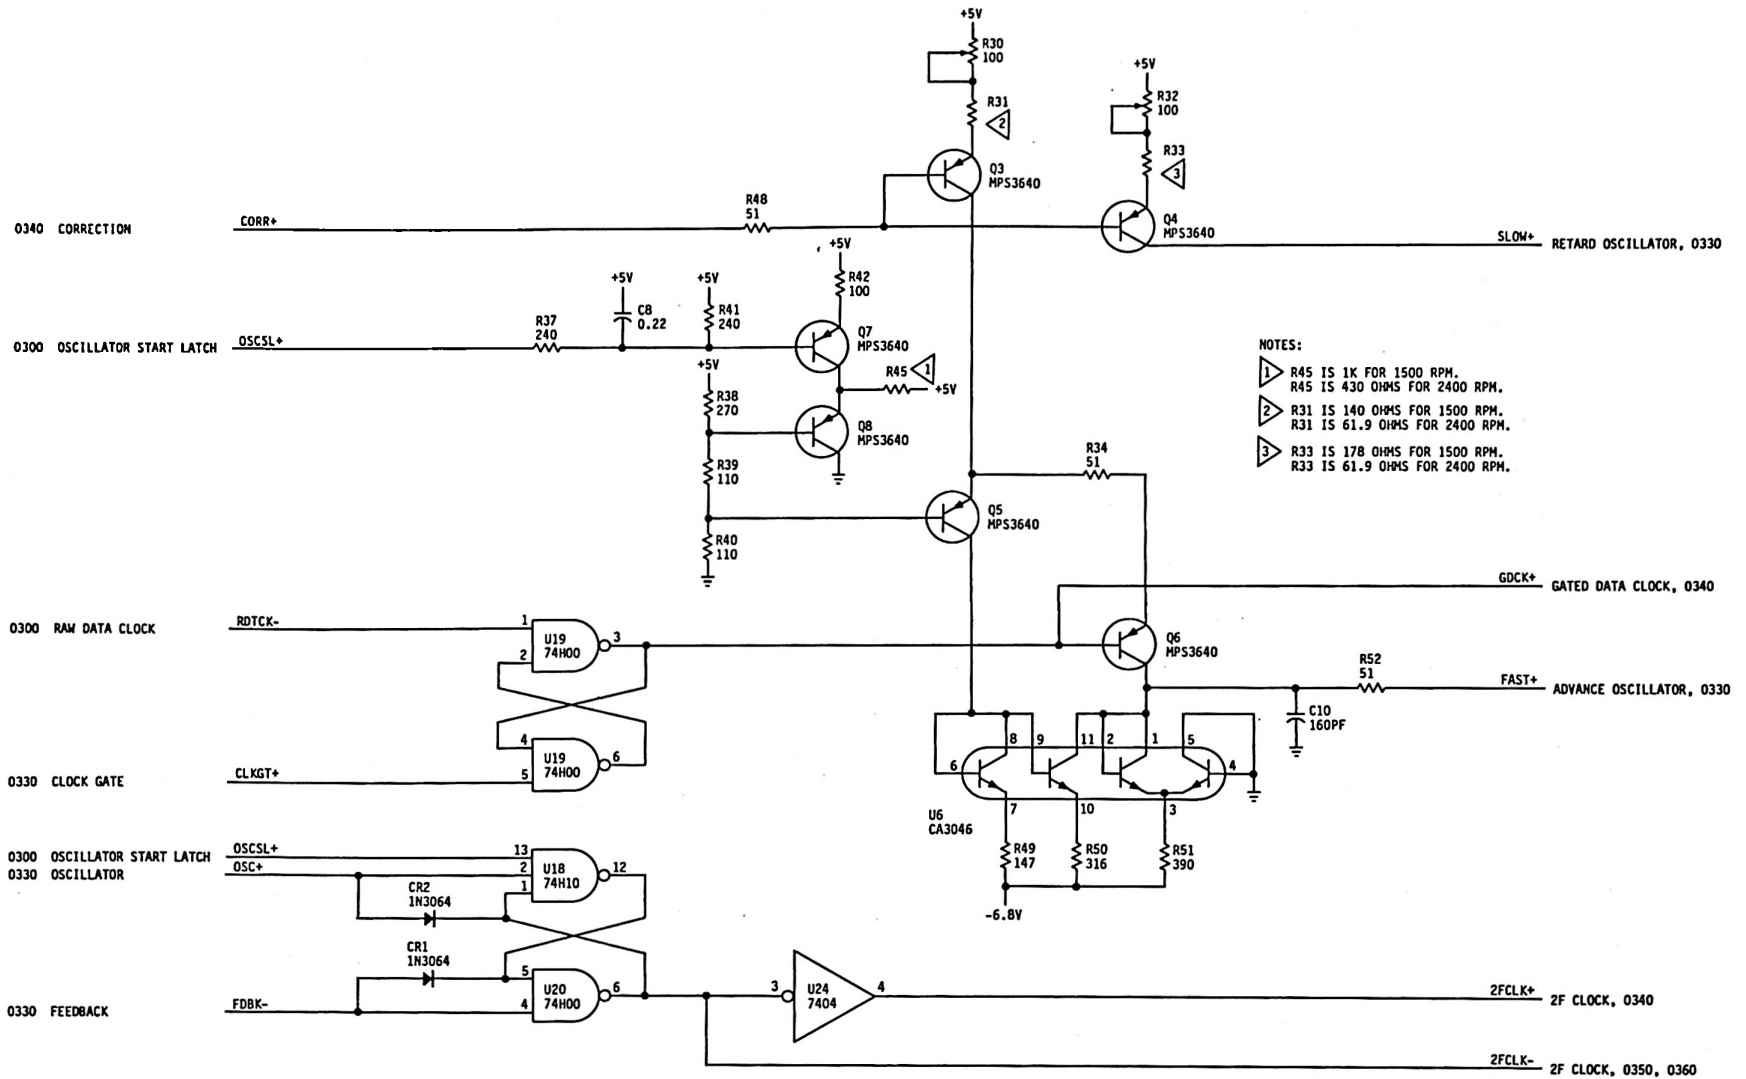 +5V
R30
100
+5V
R32
100
R31
2
R33
3
Q3
MPS3640
R48
51
0340 CORRECTION
CORR+
Q4
MPS3640
SLOW+
RETARD OSCILLATOR, 0330
+5V
R42
100
+5V
C8
0.22
+5V
R41
240
R37
240
0300 OSCILLATOR START LATCH
OSCSL+
Q7
MPS3640
R45
1
+5V
+5V
R38
270
Q8
MPS3640
R39
110
R40
110
NOTES:
1 R45 IS 1K FOR 1500 RPM.
R45 IS 430 OHMS FOR 2400 RPM.
2 R31 IS 140 OHMS FOR 1500 RPM.
R31 IS 61.9 OHMS FOR 2400 RPM.
3 R33 IS 178 OHMS FOR 1500 RPM.
R33 IS 61.9 OHMS FOR 2400 RPM.
R34
51
Q5
MPS3640
GDCK+
GATED DATA CLOCK, 0340
0300 RAW DATA CLOCK
RDTCK-
1
2
U19
74H00
3
Q6
MPS3640
R52
51
FAST+
ADVANCE OSCILLATOR, 0330
C10
160PF
0330 CLOCK GATE
CLKGT+
4
5
U19
74H00
6
8
9
11
2
1
5
6
4
7
10
3
U6
CA3046
R49
147
R50
316
R51
390
-6.8V
0300 OSCILLATOR START LATCH
OSCSL+
0330 OSCILLATOR
OSC+
13
2
1
U18
74H10
12
CR2
1N3064
CR1
1N3064
0330 FEEDBACK
FDBK-
5
4
U20
74H00
6
3
U24
7404
4
2FCLK+
2F CLOCK, 0340
2FCLK-
2F CLOCK, 0350, 0360